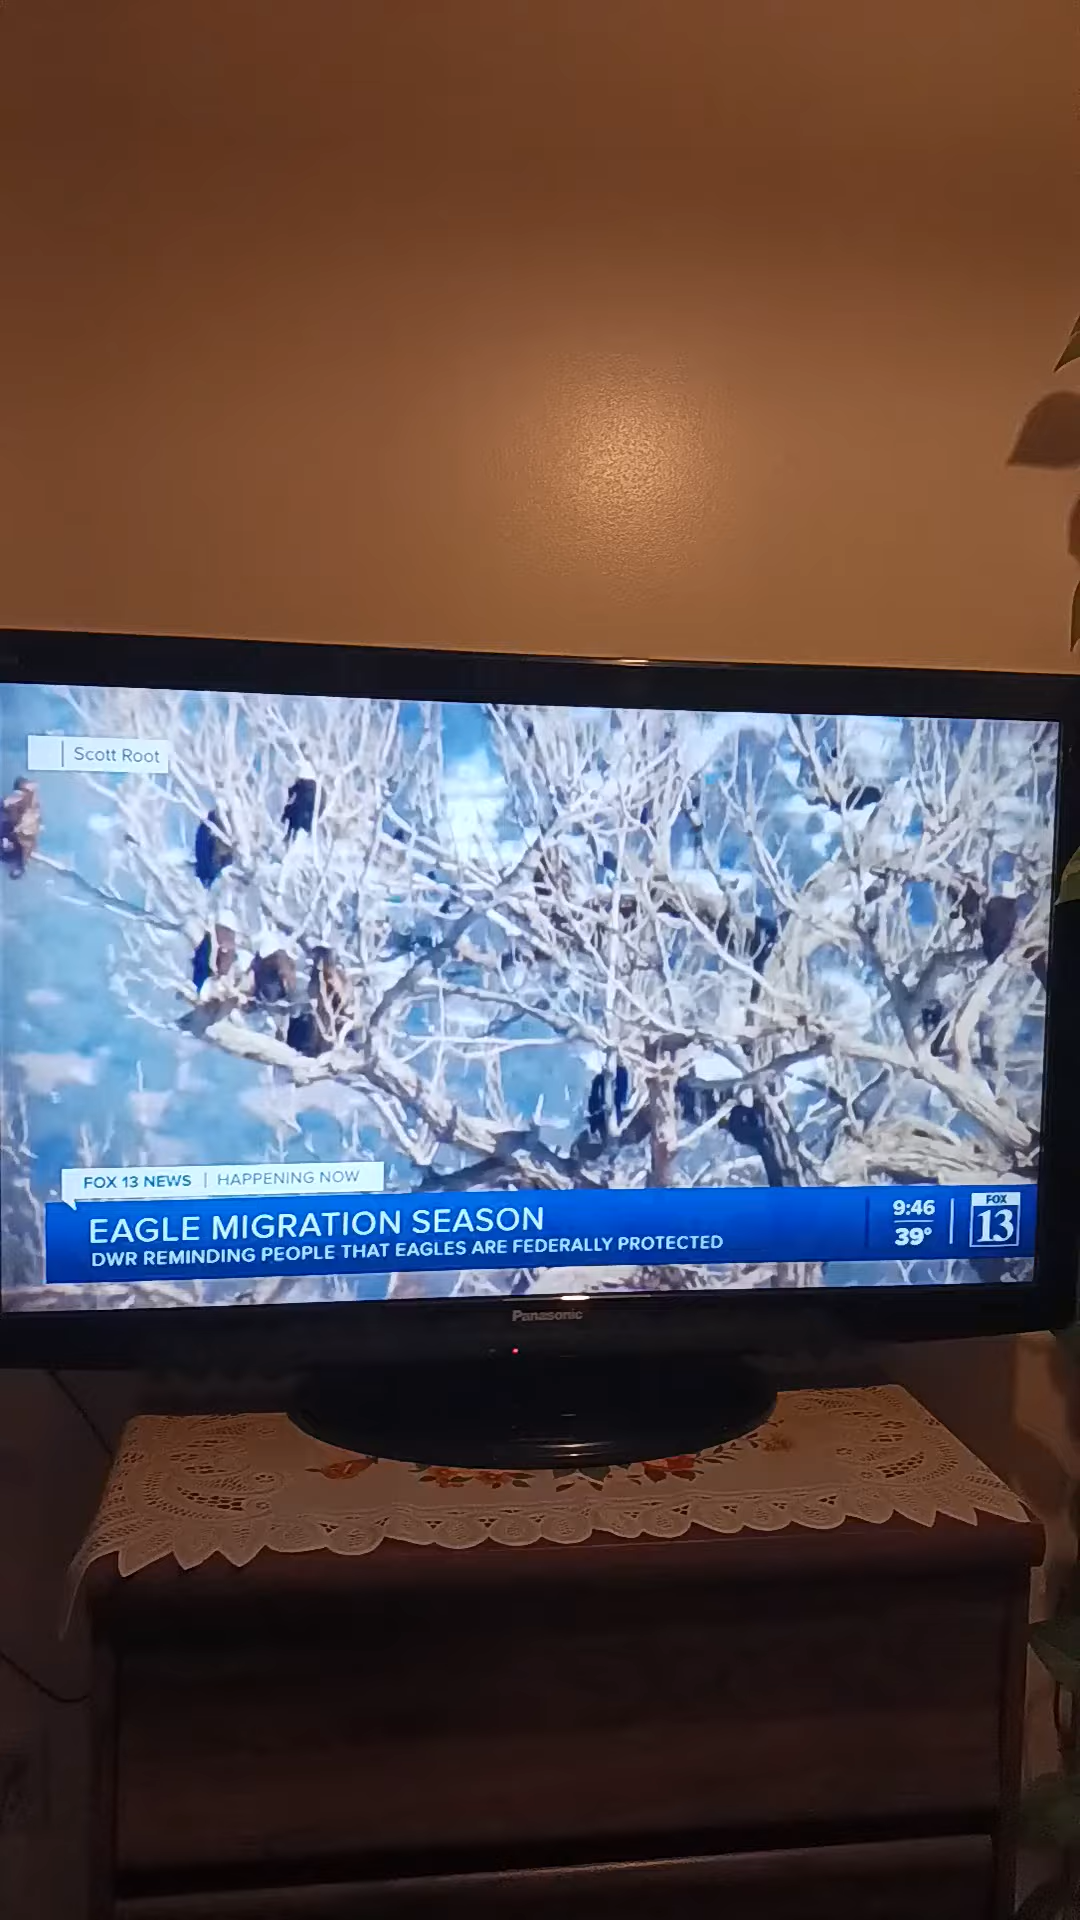 Scott Root
FOX 13 NEWS | HAPPENING NOW
EAGLE MIGRATION SEASON
DWR REMINDING PEOPLE THAT EAGLES ARE FEDERALLY PROTECTED
9:46
39°
FOX
13
Panasonic